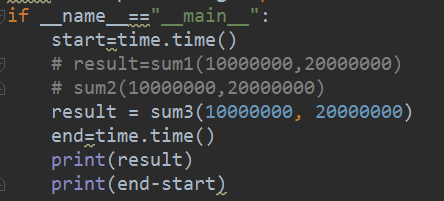 if __name__=="__main__":
    start=time.time()
    # result=sum1(10000000,20000000)
    # sum2(10000000,20000000)
    result = sum3(10000000, 20000000)
    end=time.time()
    print(result)
    print(end-start)